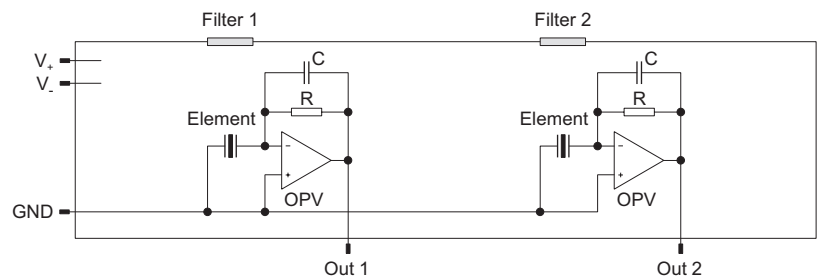 Filter 1
Filter 2
V+
V-
C
C
R
R
Element
Element
−
−
+
+
OPV
OPV
GND
Out 1
Out 2